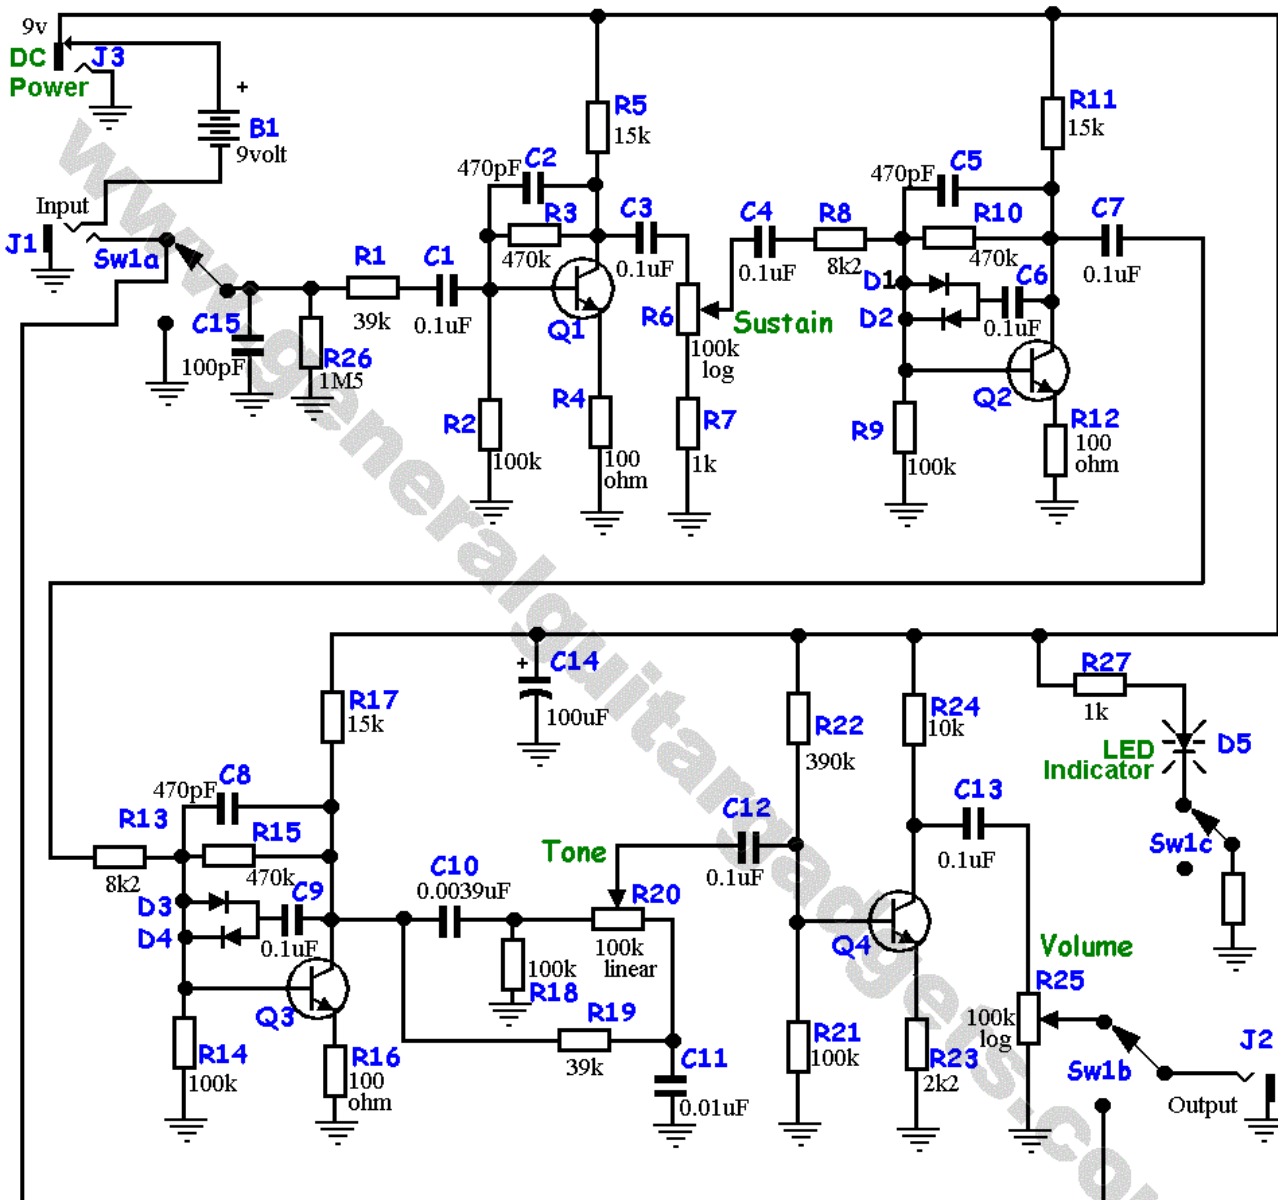 9v
DC
Power
J3
+
B1
9volt
Input
J1
Sw1a
C15
100pF
R26
1M5
R1
39k
C1
0.1uF
470pF
C2
R3
470k
R5
15k
Q1
R2
100k
R4
100
ohm
C3
0.1uF
R6
100k
log
Sustain
R7
1k
C4
0.1uF
R8
8k2
470pF
C5
R10
470k
D1
D2
C6
0.1uF
R11
15k
C7
0.1uF
Q2
R9
100k
R12
100
ohm
R17
15k
+
C14
100uF
R22
390k
R24
10k
R27
1k
LED
Indicator
D5
Sw1c
470pF
C8
R13
8k2
R15
470k
D3
D4
C9
0.1uF
Q3
R14
100k
R16
100
ohm
C10
0.0039uF
Tone
R20
100k
linear
100k
R18
R19
39k
C11
0.01uF
C12
0.1uF
C13
0.1uF
Q4
R21
100k
R23
2k2
Volume
R25
100k
log
Sw1b
J2
Output
www.generalguitargadgets.co